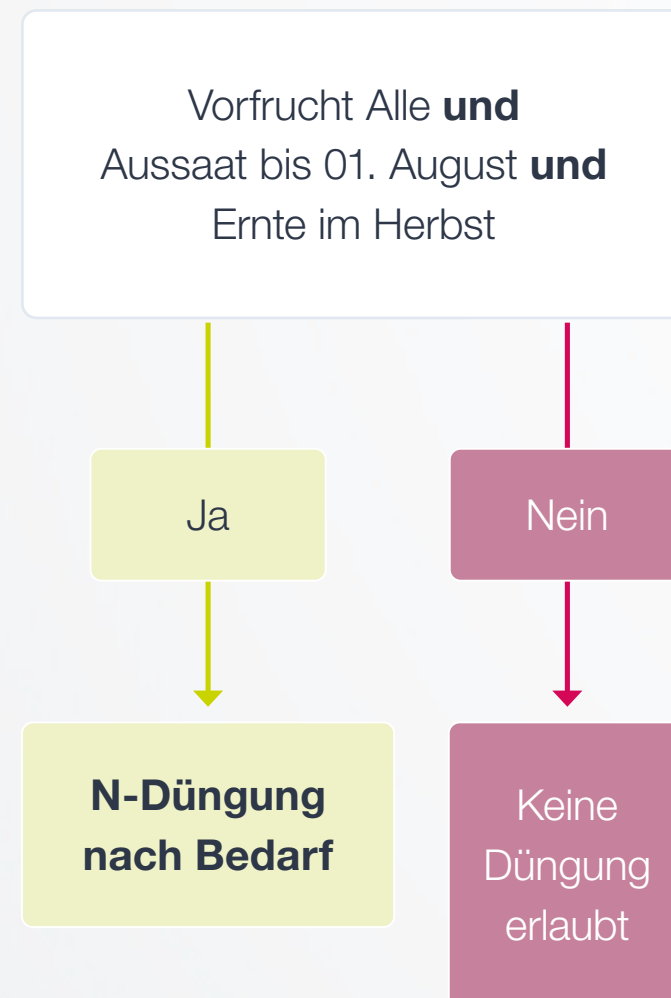 Vorfrucht Alle und
Aussaat bis 01. August und
Ernte im Herbst
Ja
Nein
N-Düngung
nach Bedarf
Keine
Düngung
erlaubt